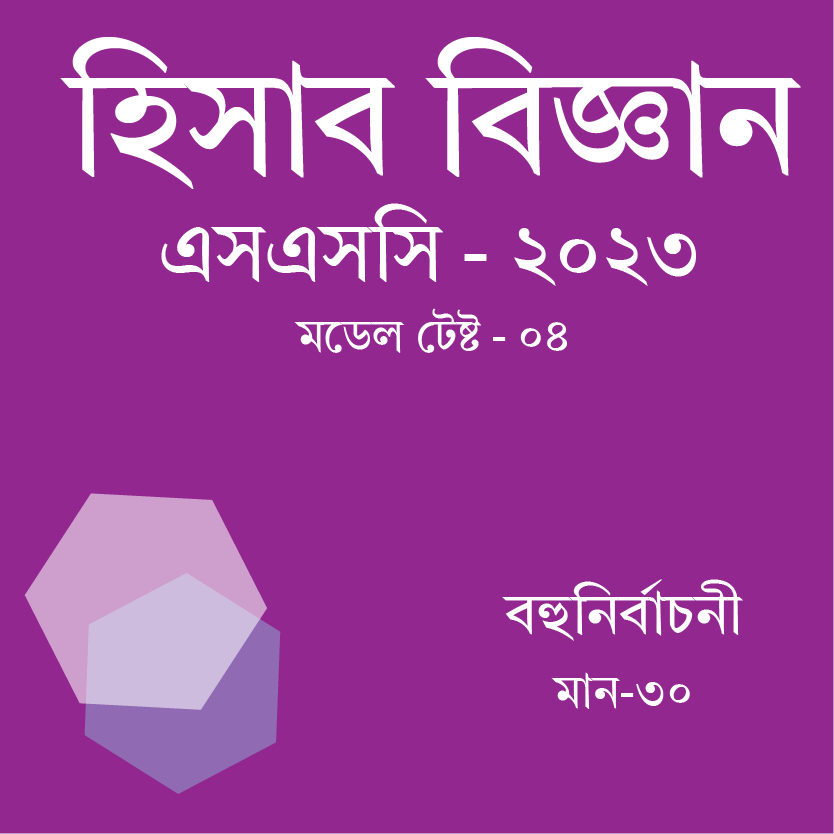 হিসাব বিজ্ঞান
এসএসসি - ২০২৩
মডেল টেষ্ট - ০৪
বহুনির্বাচনী
মান-৩০